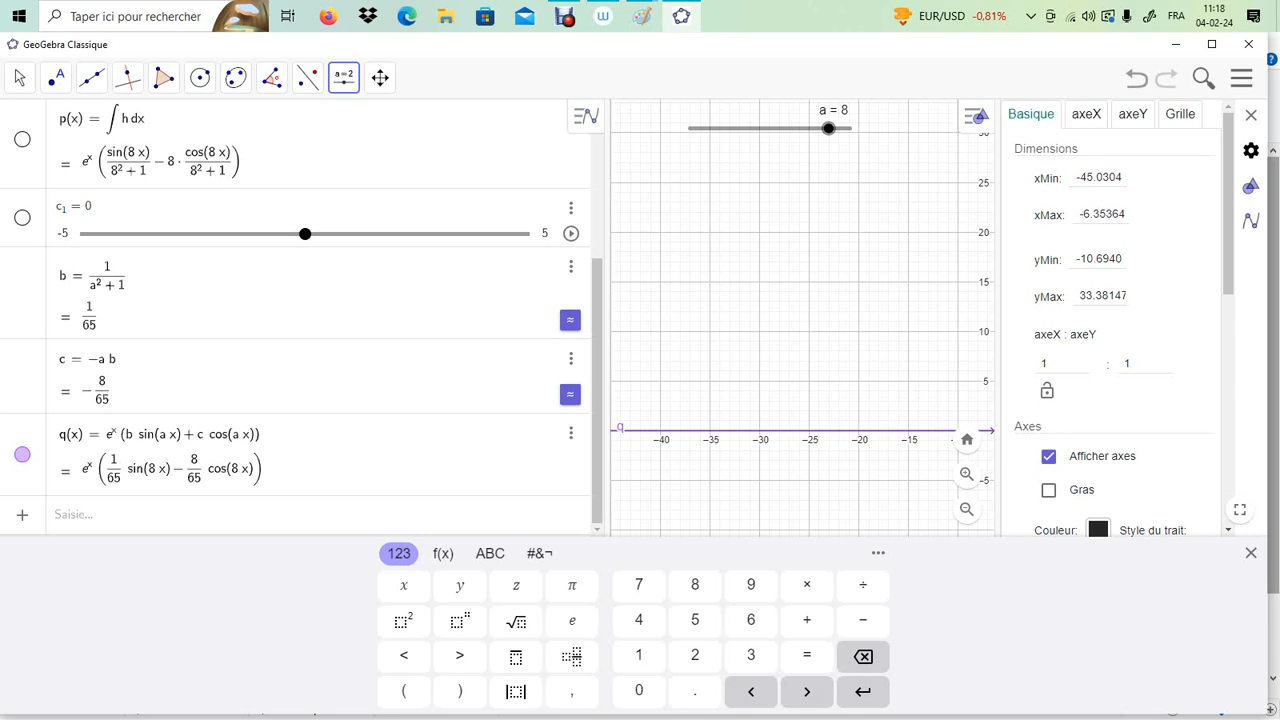 Taper ici pour rechercher
EUR/USD -0,81%
FRA
11:18
04-02-24
GeoGebra Classique
a=2
p(x) = ∫ h dx
= eˣ ( sin(8 x) / 8² + 1 − 8 · cos(8 x) / 8² + 1 )
c₁ = 0
-5
5
b = 1 / a² + 1
= 1 / 65
≈
c = −a b
= − 8 / 65
≈
q(x) = eˣ (b sin(a x) + c cos(a x))
= eˣ ( 1/65 sin(8 x) − 8/65 cos(8 x) )
Saisie...
a = 8
30
25
20
15
10
5
-5
q
-40 -35 -30 -25 -20 -15
Basique axeX axeY Grille
Dimensions
xMin: -45.0304
xMax: -6.35364
yMin: -10.6940
yMax: 33.38147
axeX : axeY
1 : 1
Axes
Afficher axes
Gras
Couleur: Style du trait:
123 f(x) ABC #&¬
x y z π 7 8 9 × ÷
e 4 5 6 + −
< > 1 2 3 =
( ) , 0 . < >